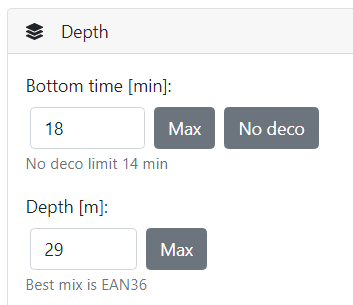 Depth
Bottom time [min]:
18 Max No deco
No deco limit 14 min
Depth [m]:
29 Max
Best mix is EAN36